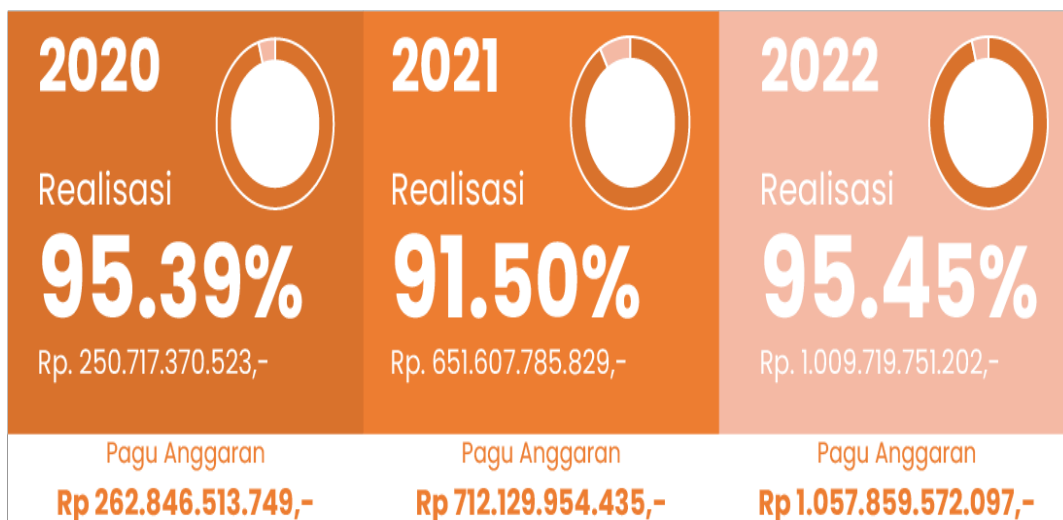 2020
Realisasi
95.39%
Rp. 250.717.370.523,-
Pagu Anggaran
Rp 262.846.513.749,-
2021
Realisasi
91.50%
Rp. 651.607.785.829,-
Pagu Anggaran
Rp 712.129.954.435,-
2022
Realisasi
95.45%
Rp. 1.009.719.751.202,-
Pagu Anggaran
Rp 1.057.859.572.097,-